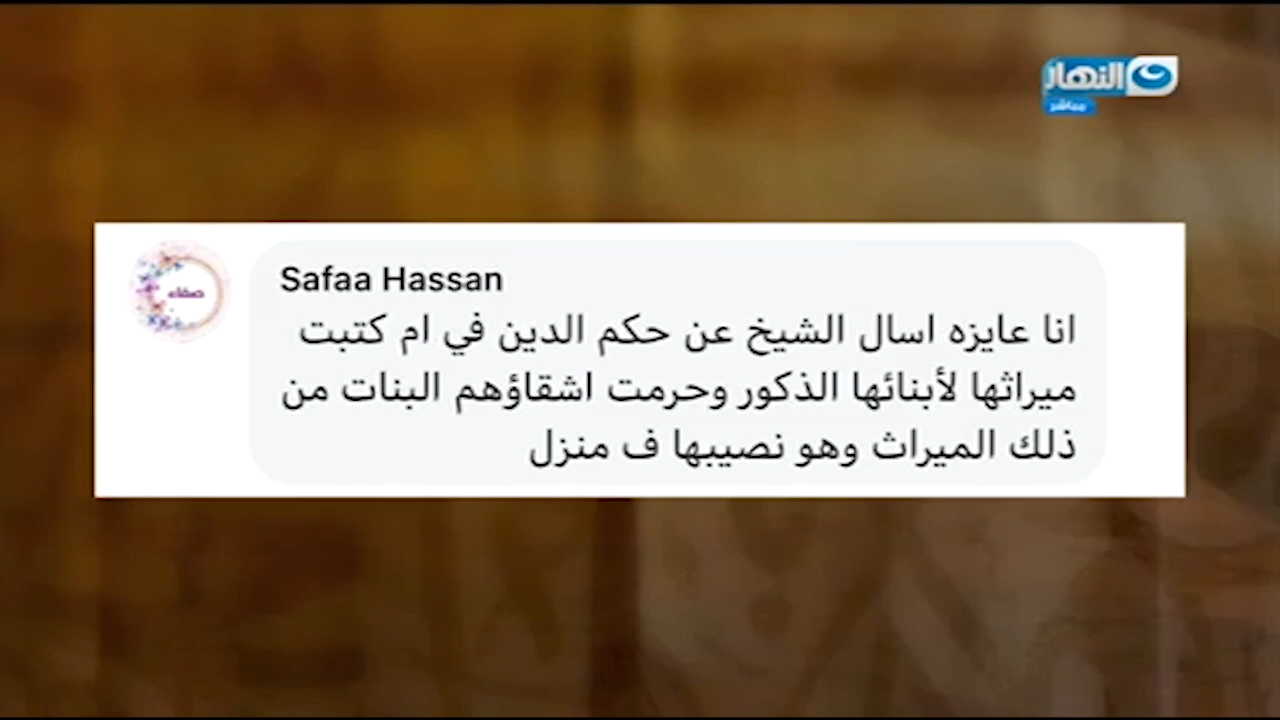 النهار
مباشر
Safaa Hassan
صفاء
انا عايزه اسال الشيخ عن حكم الدين في ام كتبت
ميراثها لأبنائها الذكور وحرمت اشقاؤهم البنات من
ذلك الميراث وهو نصيبها ف منزل